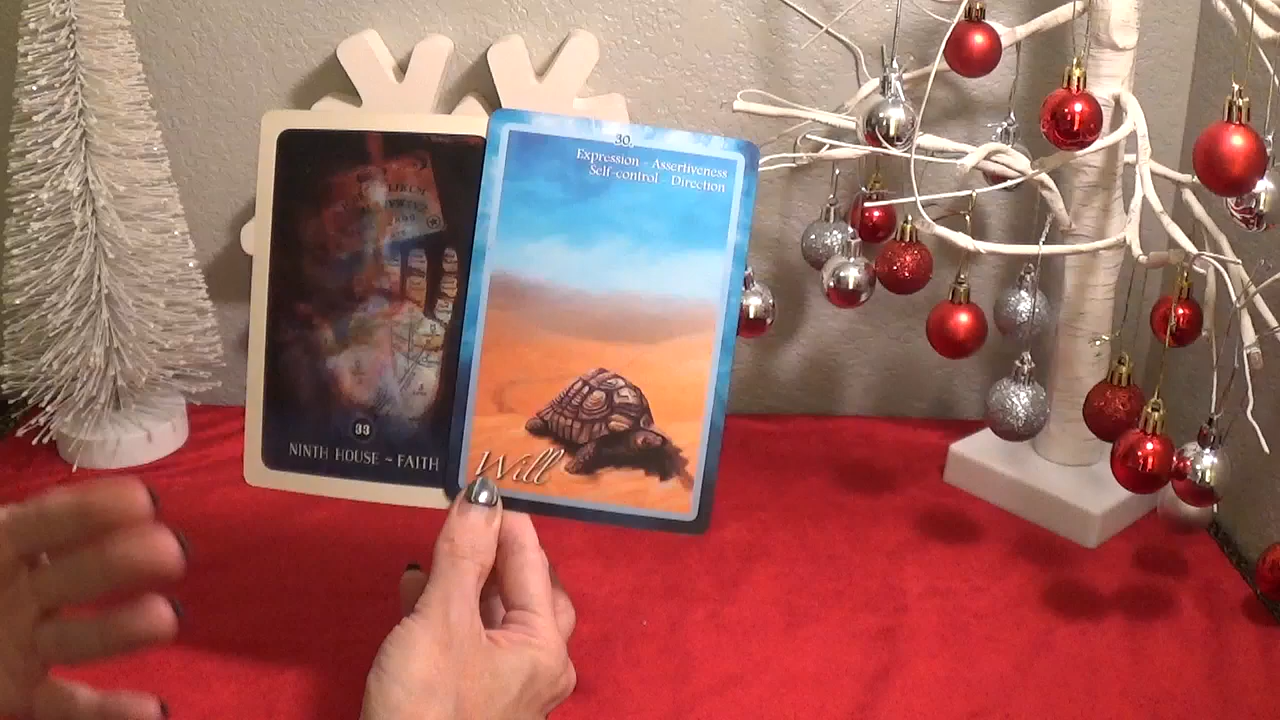 33
NINTH HOUSE ~ FAITH
30.
Expression - Assertiveness
Self-control - Direction
Will